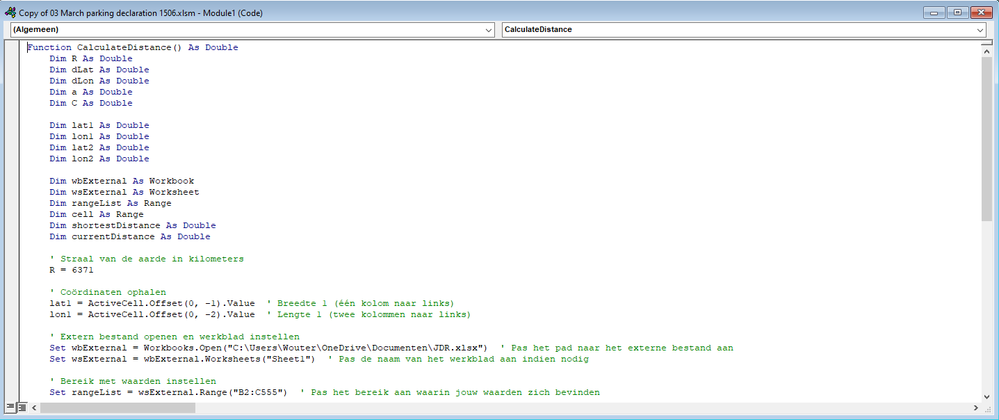 Copy of 03 March parking declaration 1506.xlsm - Module1 (Code)
(Algemeen) CalculateDistance
Function CalculateDistance() As Double
    Dim R As Double
    Dim dLat As Double
    Dim dLon As Double
    Dim a As Double
    Dim C As Double

    Dim lat1 As Double
    Dim lon1 As Double
    Dim lat2 As Double
    Dim lon2 As Double

    Dim wbExternal As Workbook
    Dim wsExternal As Worksheet
    Dim rangeList As Range
    Dim cell As Range
    Dim shortestDistance As Double
    Dim currentDistance As Double

    ' Straal van de aarde in kilometers
    R = 6371

    ' Coördinaten ophalen
    lat1 = ActiveCell.Offset(0, -1).Value  ' Breedte 1 (één kolom naar links)
    lon1 = ActiveCell.Offset(0, -2).Value  ' Lengte 1 (twee kolommen naar links)

    ' Extern bestand openen en werkblad instellen
    Set wbExternal = Workbooks.Open("C:\Users\Wouter\OneDrive\Documenten\JDR.xlsx")  ' Pas het pad naar het externe bestand aan
    Set wsExternal = wbExternal.Worksheets("Sheet1")  ' Pas de naam van het werkblad aan indien nodig

    ' Bereik met waarden instellen
    Set rangeList = wsExternal.Range("B2:C555")  ' Pas het bereik aan waarin jouw waarden zich bevinden